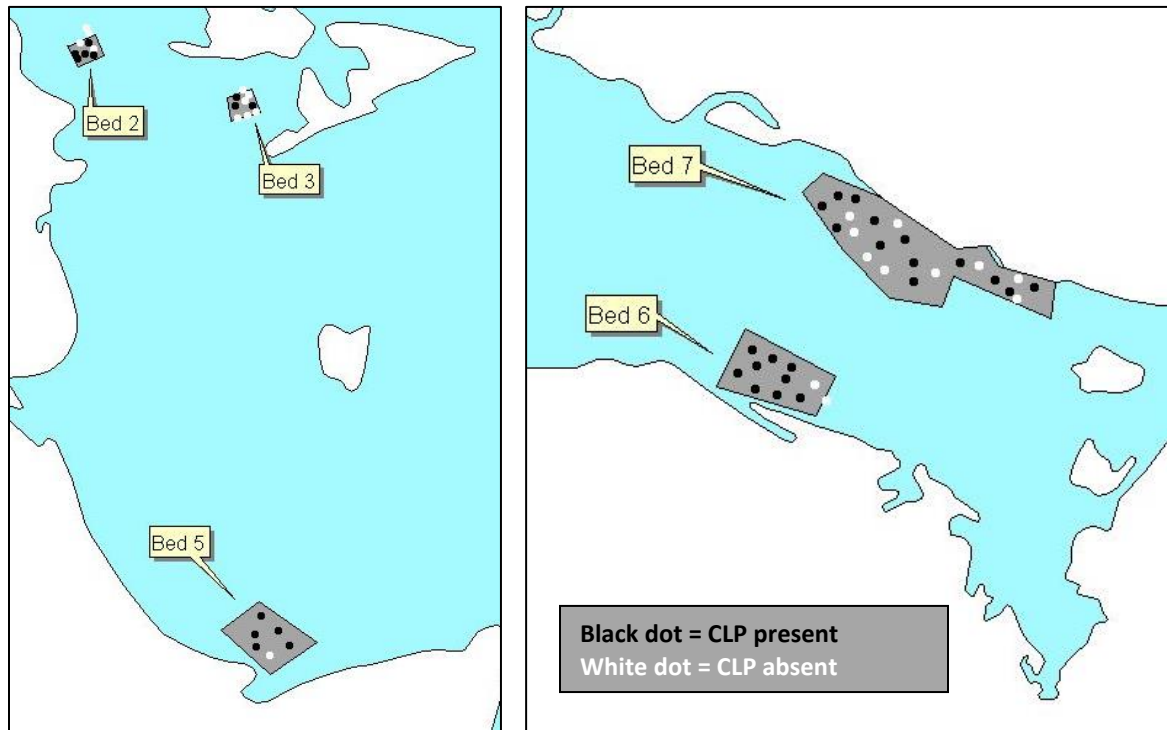 Bed 2
Bed 3
Bed 5
Bed 7
Bed 6
Black dot = CLP present
White dot = CLP absent